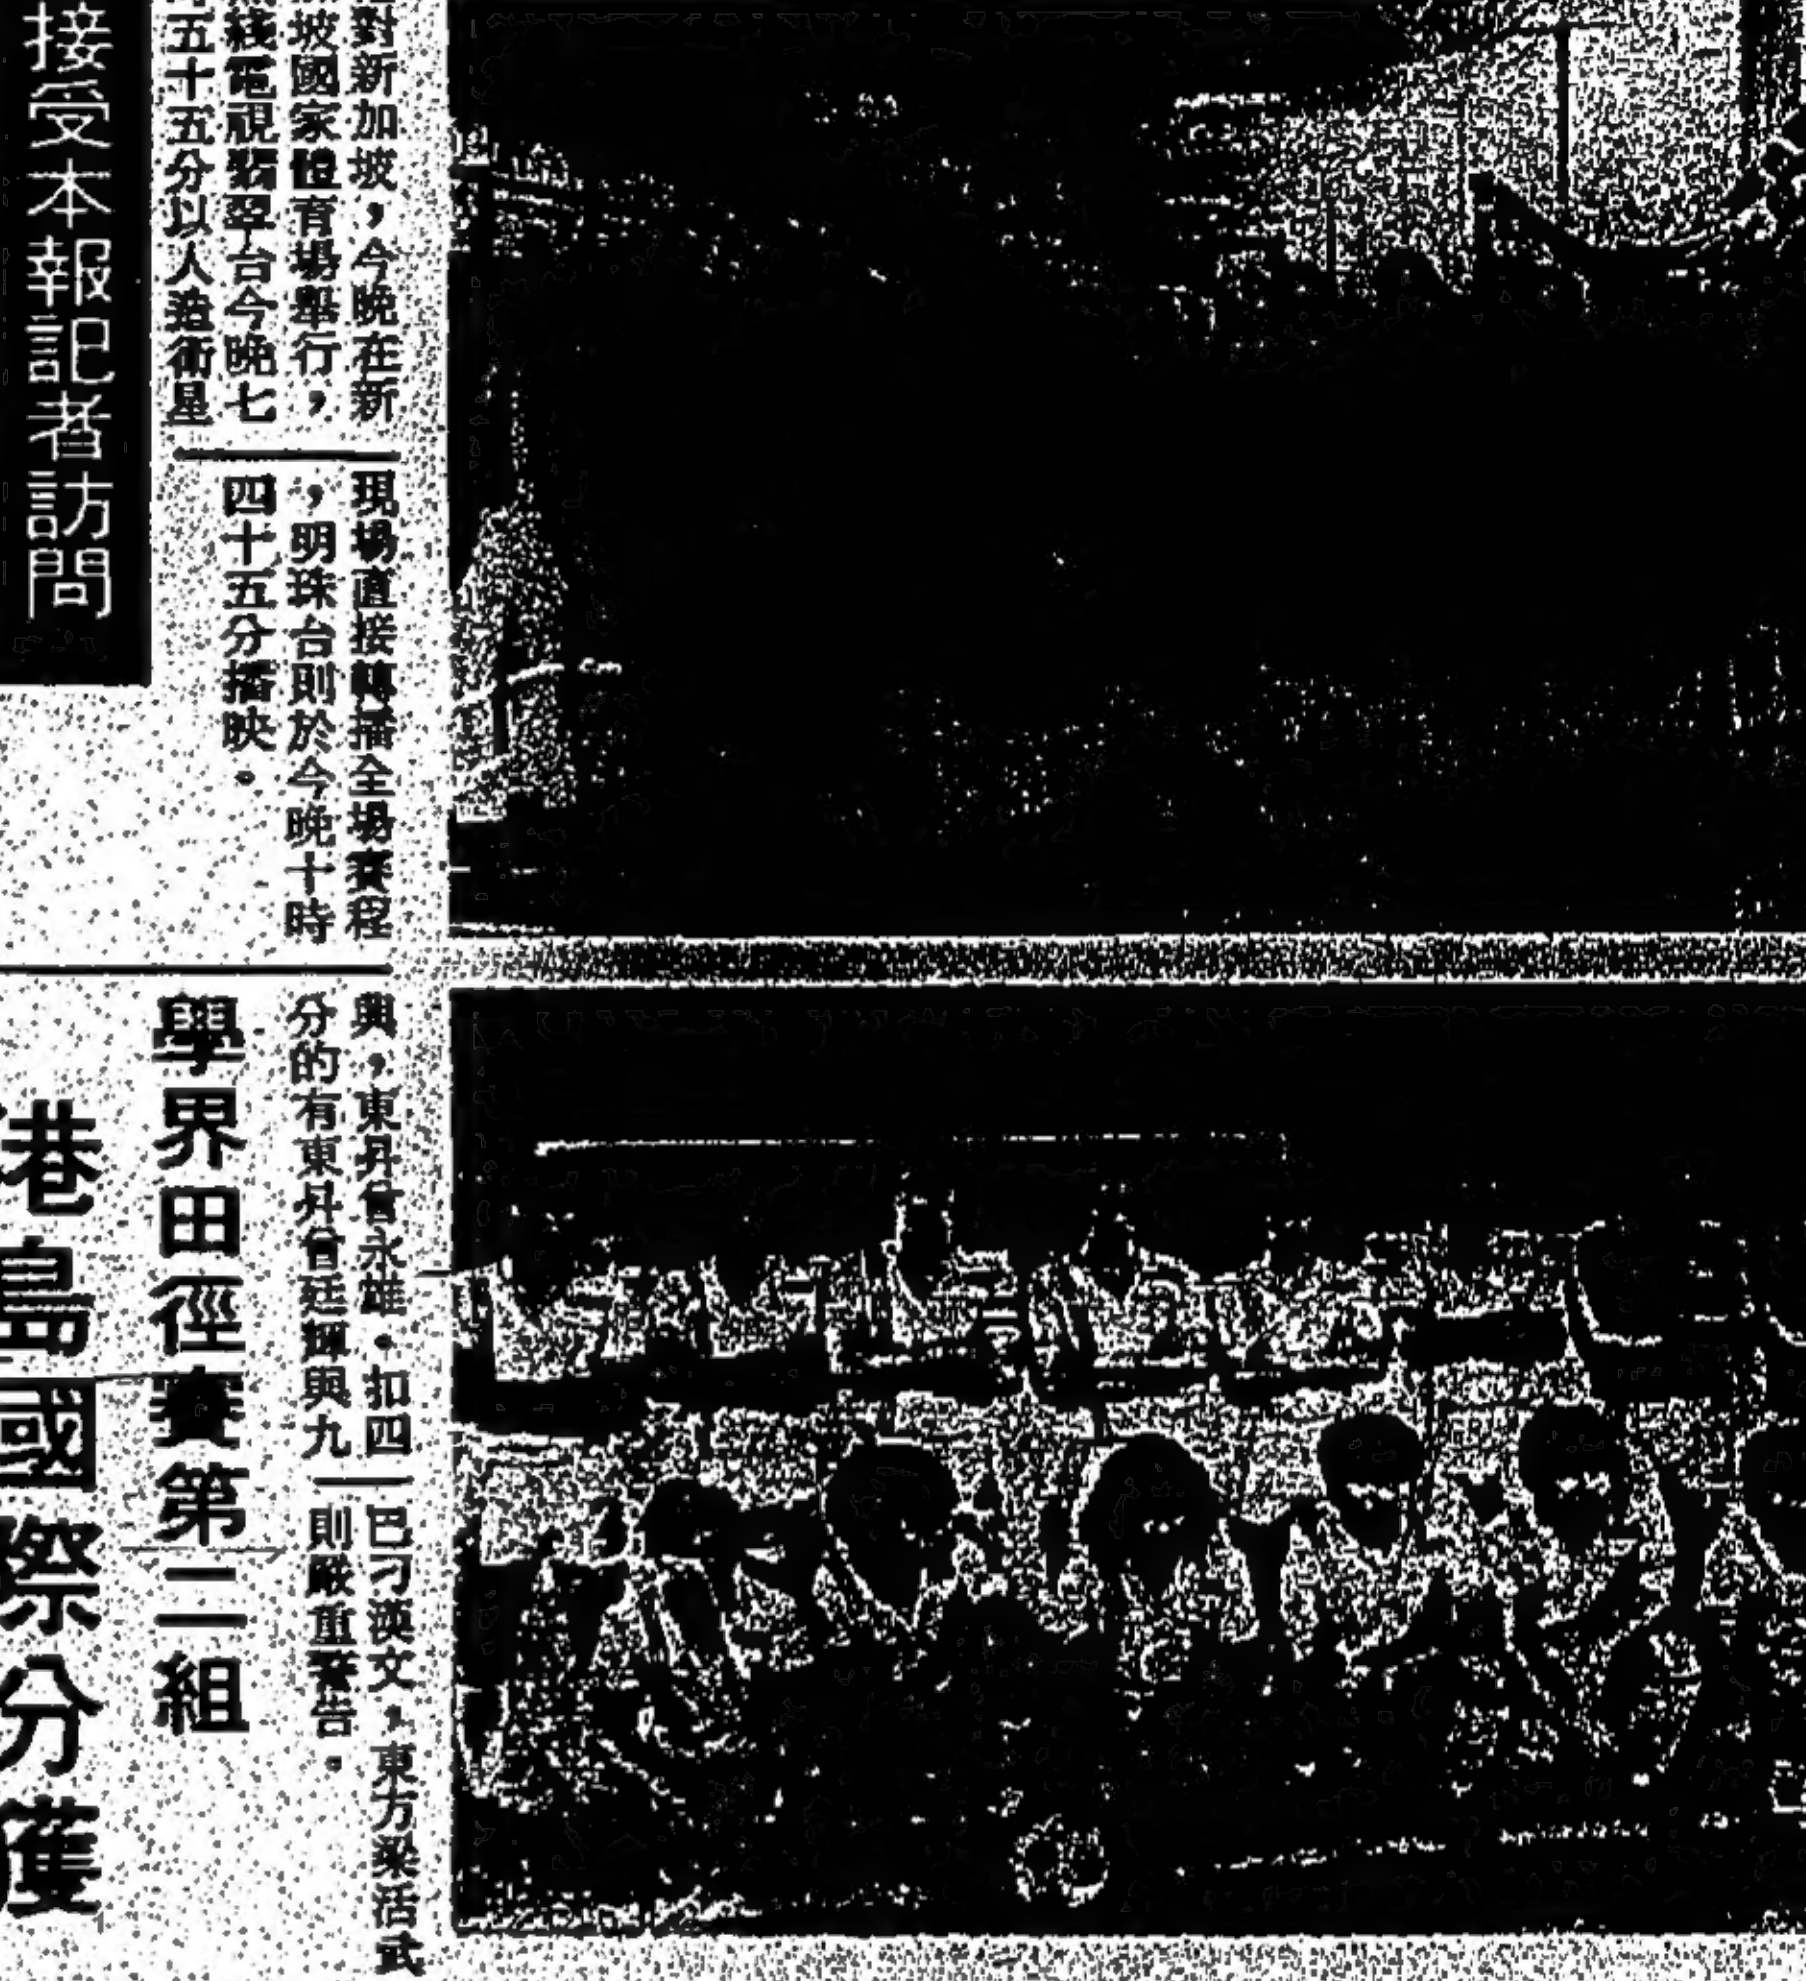 對新加坡，今晚在新
坡國家體育場舉行，
綫電視翡翠台今晚七
五十五分以人造衛星
現場直接轉播全場賽程
，明珠台則於今晚十時
四十五分播映。
接受本報記者訪問
興，東昇曾永雄。扣四
分的有東昇曾廷輝與九
巴刁漢文，東方梁活武
則嚴重警告。
學界田徑賽第二組
港島國際分獲